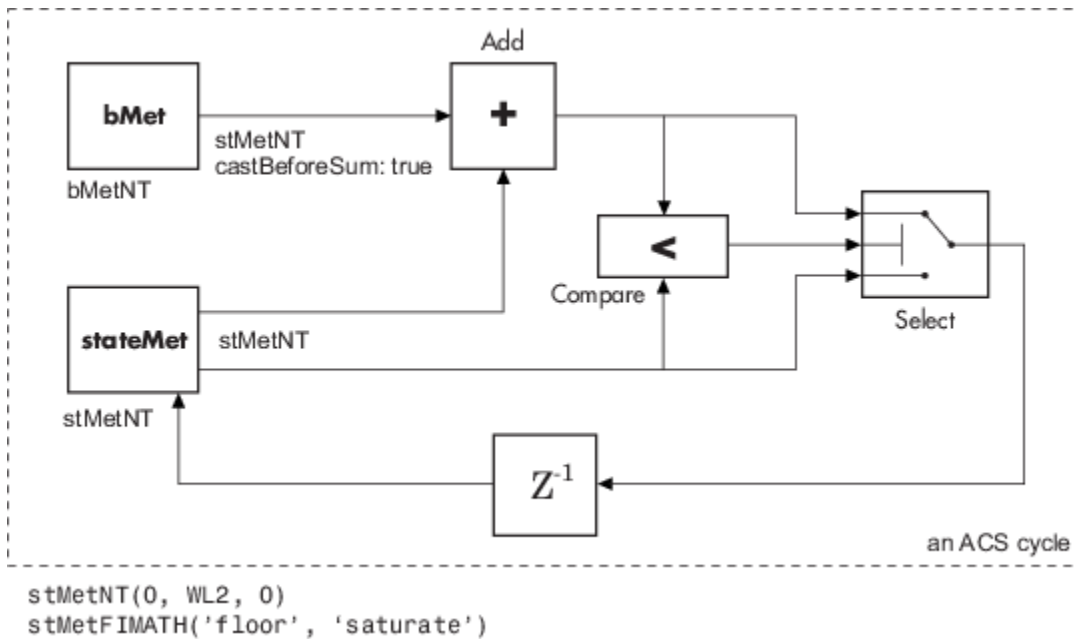 Add
bMet
+
stMetNT
castBeforeSum: true
bMetNT
<
Compare
Select
stateMet
stMetNT
stMetNT
Z-1
an ACS cycle
stMetNT(0, WL2, 0)
stMetFIMATH('floor', ‘saturate’)